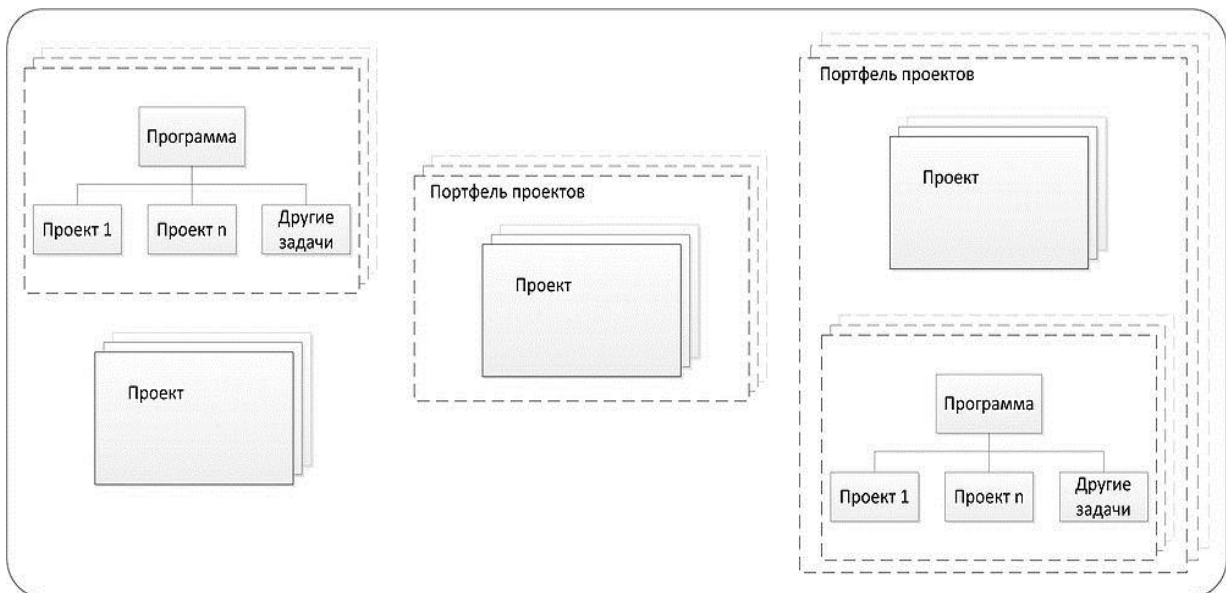 Программа
Проект 1
Проект n
Другие
задачи
Проект
Портфель проектов
Проект
Портфель проектов
Проект
Программа
Проект 1
Проект n
Другие
задачи